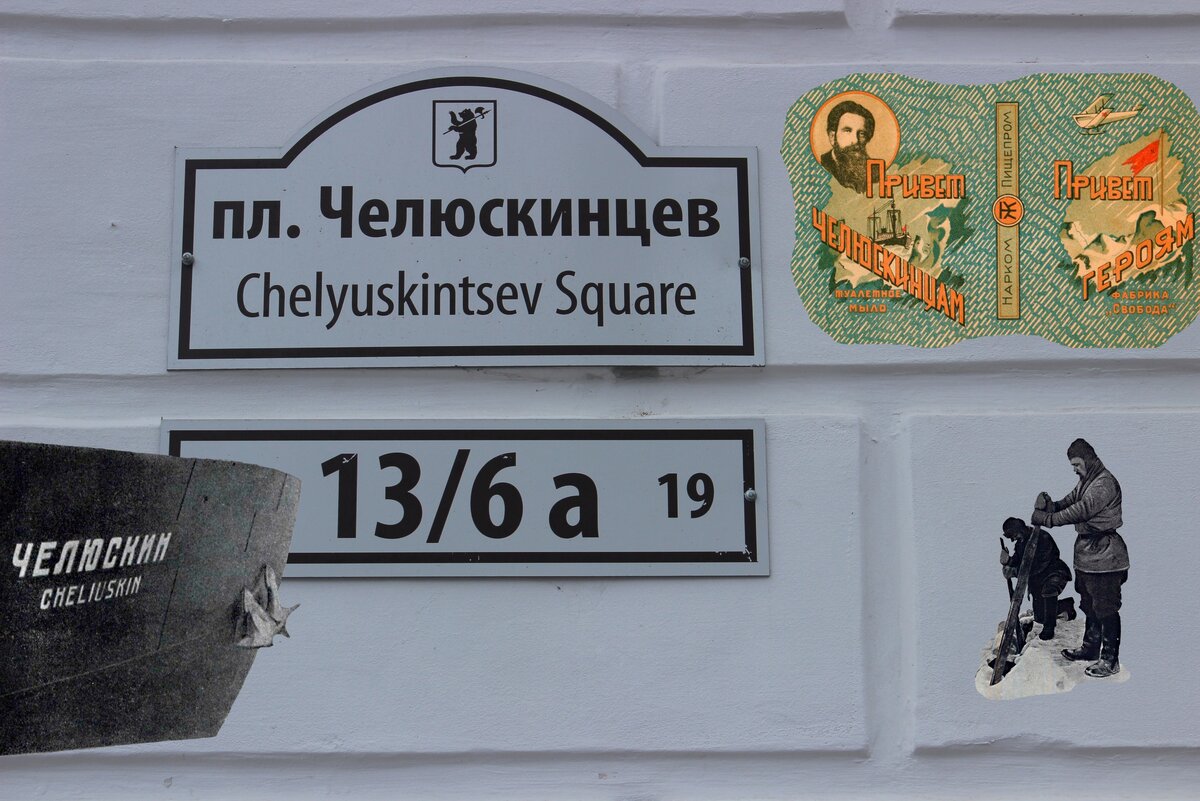 пл. Челюскинцев
Chelyuskintsev Square
13/6 а 19
ПРИВЕТ
ЧЕЛЮСКИНЦАМ
ТУАЛЕТНОЕ
МЫЛО
НАРКОМ ПИЩЕПРОМ
ТЖ
ПРИВЕТ
ГЕРОЯМ
ФАБРИКА
„СВОБОДА"
ЧЕЛЮСКИН
CHELIUSKIN